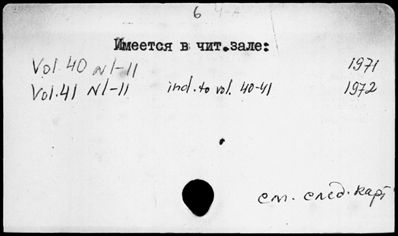 6 4-A
Имеется в чит.зале:
Vol. 40 N1-11 1971
Vol.41 N1-11 ind. to vol. 40-41 1972
см. след. карт